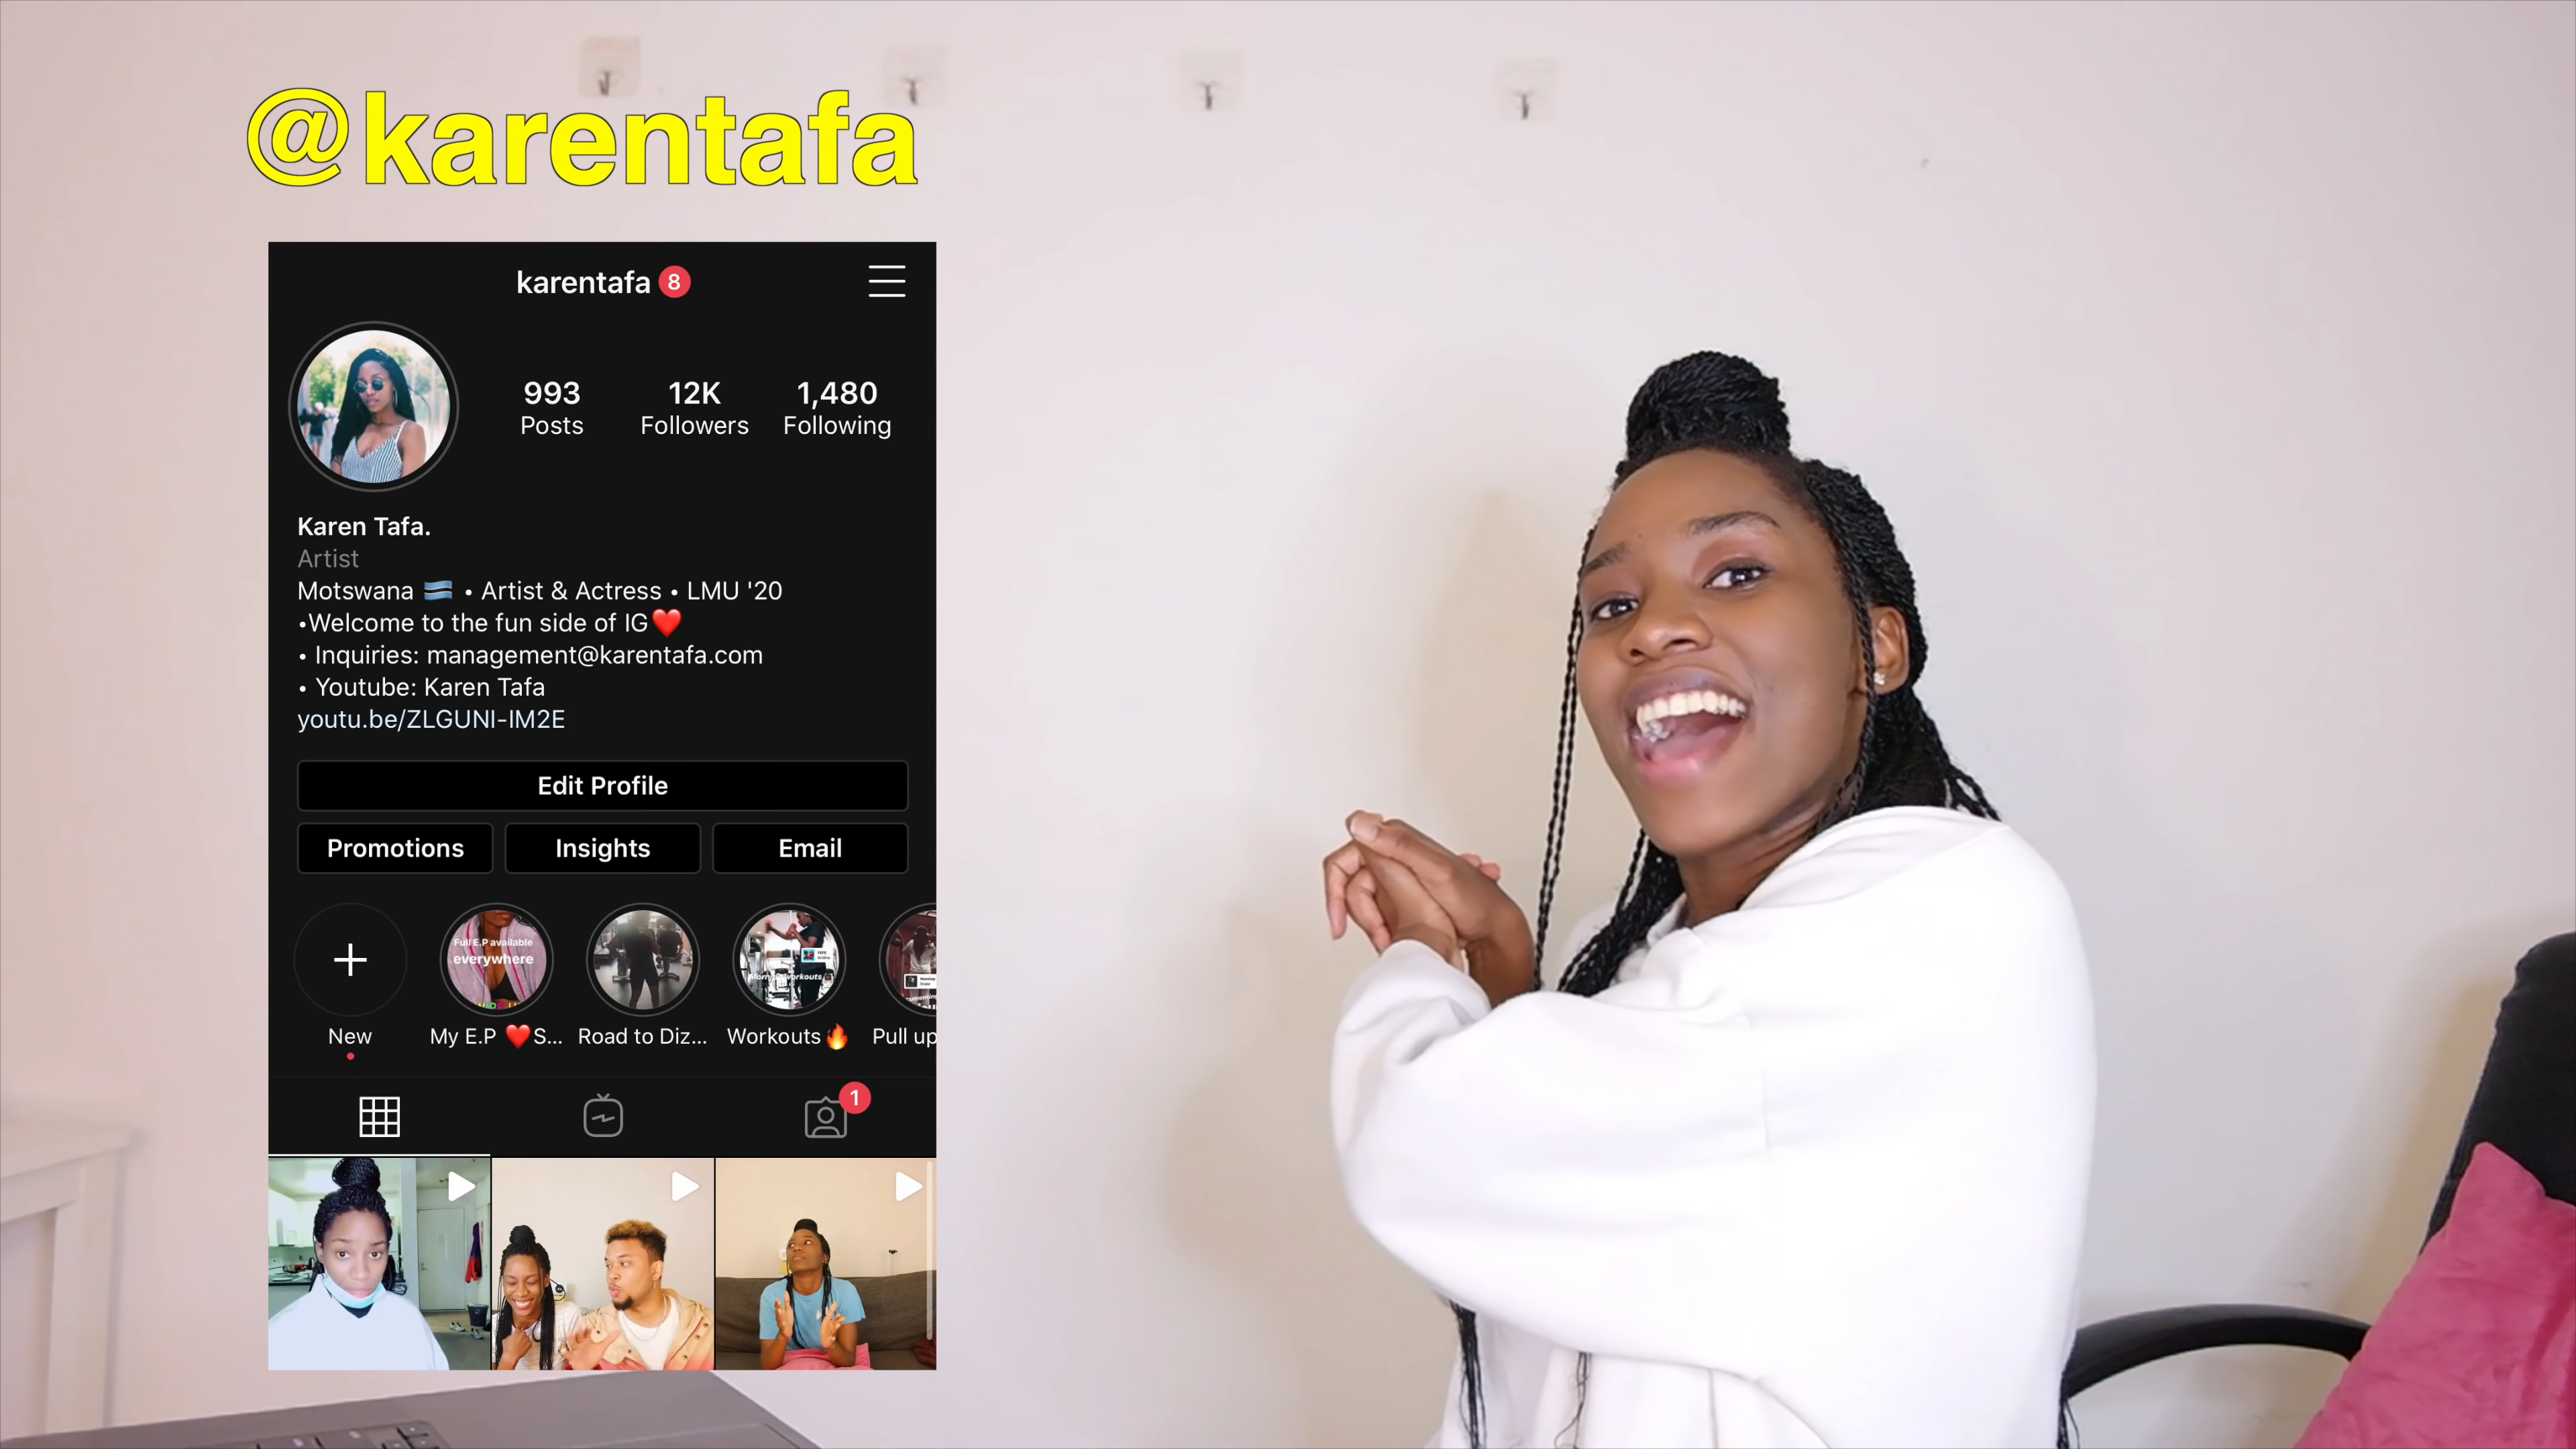 @karentafa
karentafa 8
993 12K 1,480
Posts Followers Following
Karen Tafa.
Artist
Motswana 🇧🇼 • Artist & Actress • LMU '20
•Welcome to the fun side of IG❤️
• Inquiries: management@karentafa.com
• Youtube: Karen Tafa
youtu.be/ZLGUNI-IM2E
Edit Profile
Promotions Insights Email
Full E.P available
everywhere
New My E.P ❤️S... Road to Diz... Workouts🔥 Pull up
1